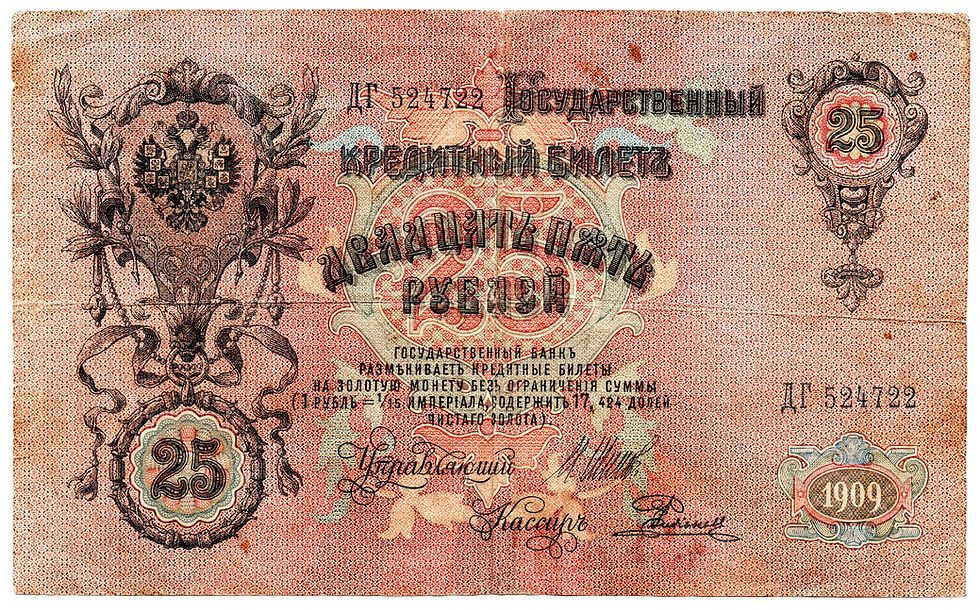 ДГ 524722 Государственный
25
Кредитный Билетъ
Двадцать пять
рублей
Государственный Банкъ
размѣниваетъ кредитные билеты
на золотую монету безъ ограниченія суммы
(1 рубль = 1/15 имперіала, содержитъ 17, 424 долей
чистаго золота).
25
ДГ 524722
Управляющій
25
1909
Кассиръ